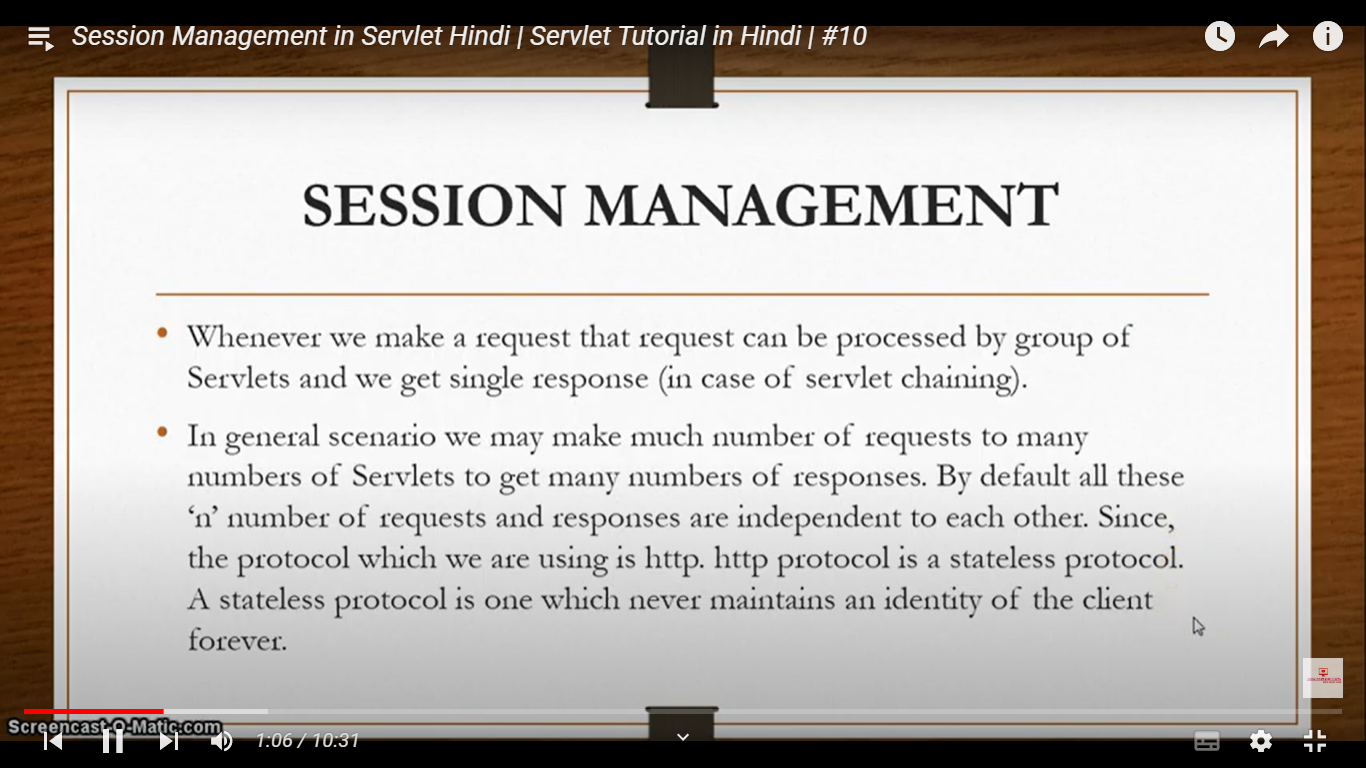 Session Management in Servlet Hindi | Servlet Tutorial in Hindi | #10
SESSION MANAGEMENT
• Whenever we make a request that request can be processed by group of
Servlets and we get single response (in case of servlet chaining).
• In general scenario we may make much number of requests to many
numbers of Servlets to get many numbers of responses. By default all these
‘n’ number of requests and responses are independent to each other. Since,
the protocol which we are using is http. http protocol is a stateless protocol.
A stateless protocol is one which never maintains an identity of the client
forever.
Screencast-O-Matic.com
1:06 / 10:31